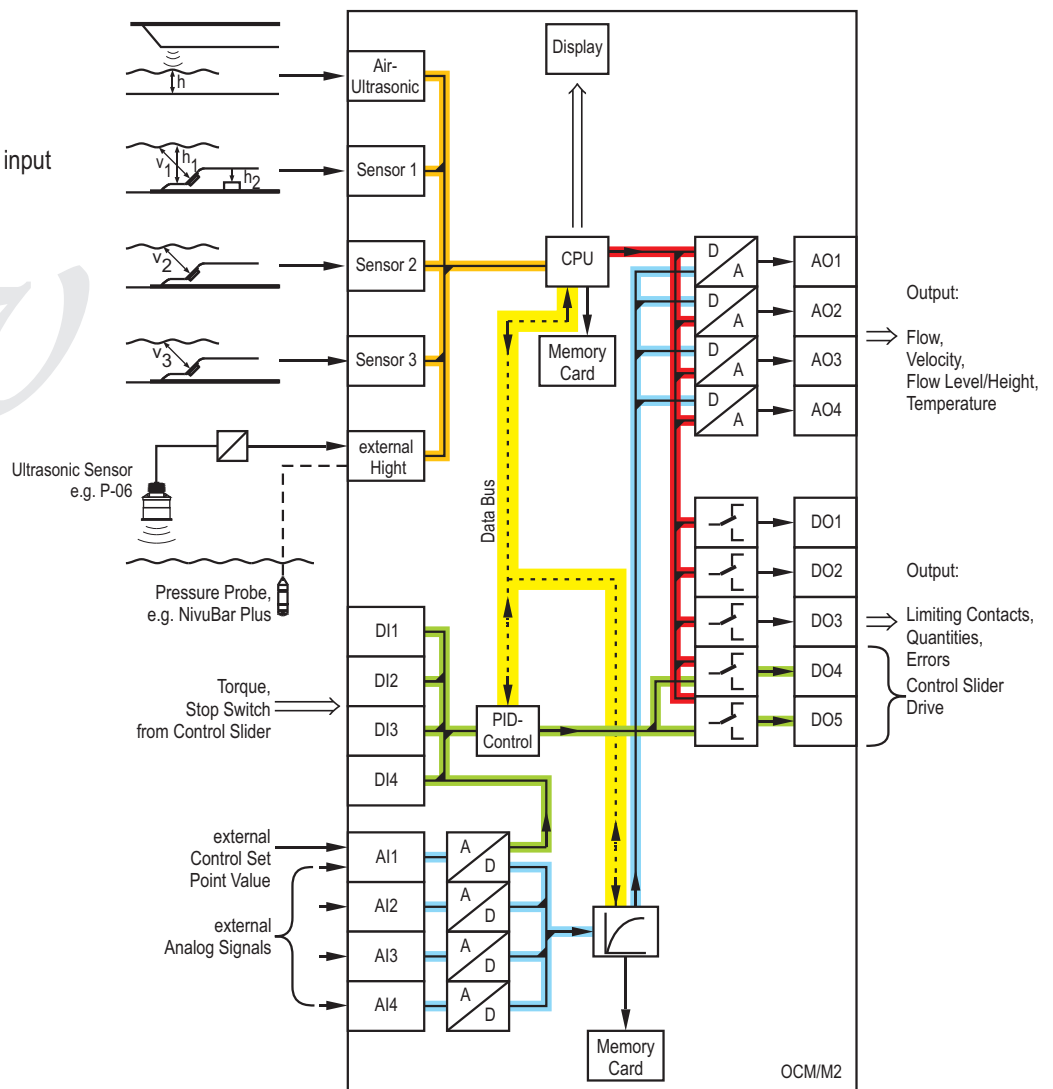 input
h
v1
h1
h2
v2
v3
Air-
Ultrasonic
Sensor 1
Sensor 2
Sensor 3
external
Hight
Ultrasonic Sensor
e.g. P-06
Pressure Probe,
e.g. NivuBar Plus
Display
CPU
Memory
Card
Data Bus
D
A
D
A
D
A
D
A
AO1
AO2
AO3
AO4
Output:
Flow,
Velocity,
Flow Level/Height,
Temperature
DO1
DO2
DO3
DO4
DO5
Output:
Limiting Contacts,
Quantities,
Errors
Control Slider
Drive
Torque,
Stop Switch
from Control Slider
DI1
DI2
DI3
DI4
PID-
Control
external
Control Set
Point Value
external
Analog Signals
AI1
AI2
AI3
AI4
A
D
A
D
A
D
A
D
Memory
Card
OCM/M2